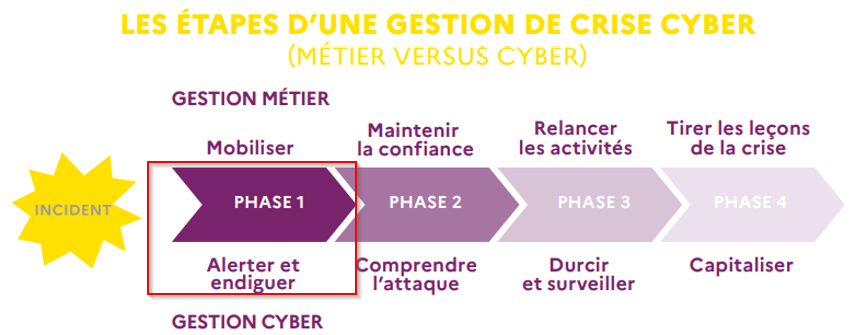 LES ÉTAPES D'UNE GESTION DE CRISE CYBER
(MÉTIER VERSUS CYBER)
GESTION MÉTIER
Mobiliser
Maintenir
la confiance
Relancer
les activités
Tirer les leçons
de la crise
INCIDENT
PHASE 1
PHASE 2
PHASE 3
PHASE 4
Alerter et
endiguer
Comprendre
l'attaque
Durcir
et surveiller
Capitaliser
GESTION CYBER